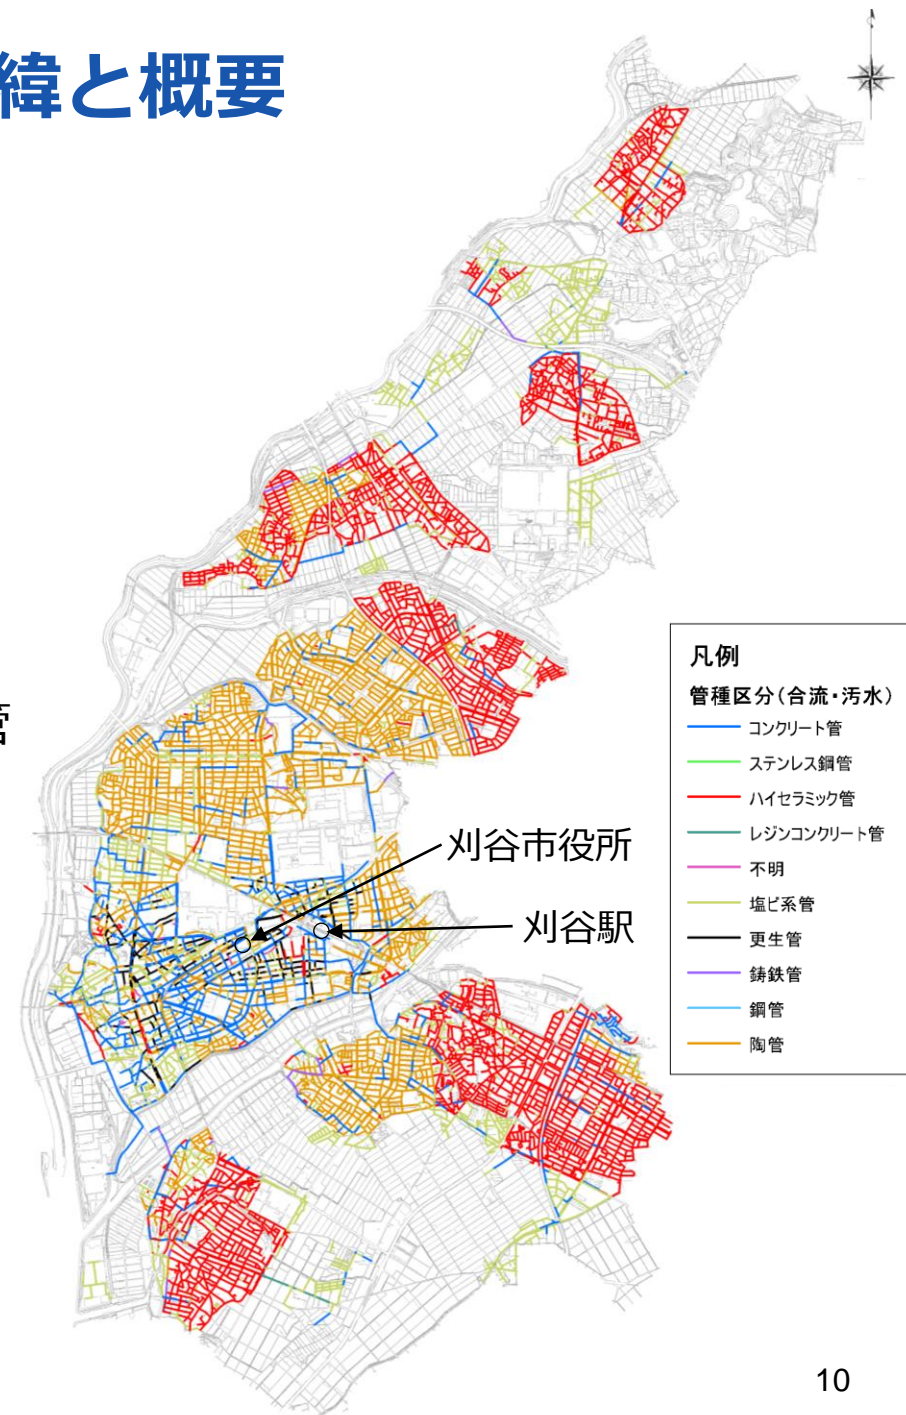 緯と概要
管
刈谷市役所
刈谷駅
凡例
管種区分(合流・汚水)
コンクリート管
ステンレス鋼管
ハイセラミック管
レジンコンクリート管
不明
塩ビ系管
更生管
鋳鉄管
鋼管
陶管
10